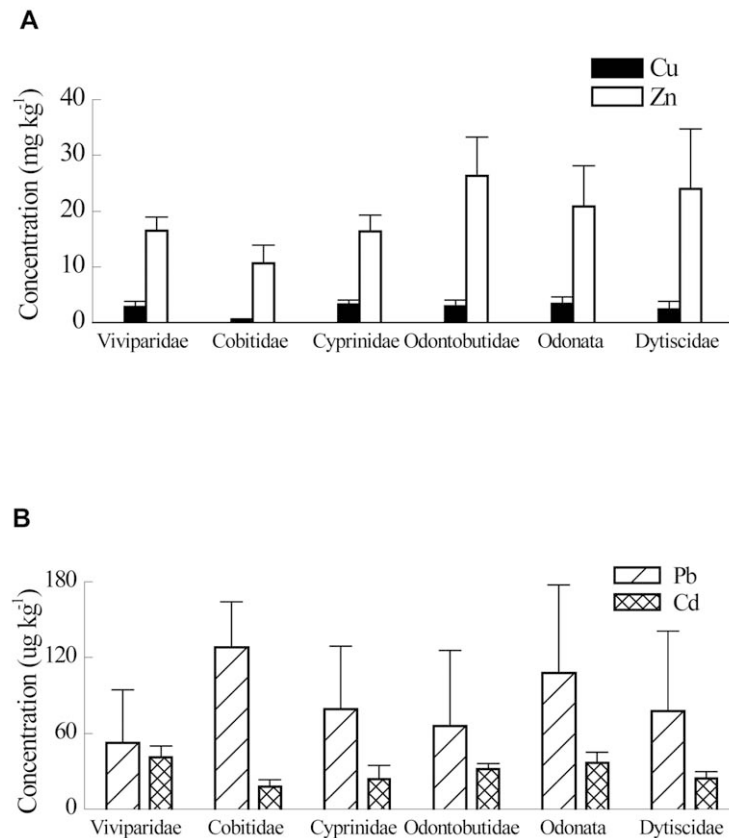 A
Cu
Zn
Concentration (mg kg-1)
40
30
20
10
0
Viviparidae Cobitidae Cyprinidae Odontobutidae Odonata Dytiscidae
B
Pb
Cd
Concentration (ug kg-1)
180
120
60
0
Viviparidae Cobitidae Cyprinidae Odontobutidae Odonata Dytiscidae